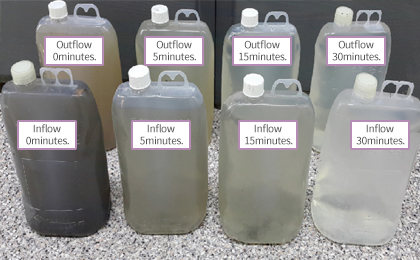 Outflow
0minutes.
Outflow
5minutes.
Outflow
15minutes.
Outflow
30minutes.
Inflow
0minutes.
Inflow
5minutes.
Inflow
15minutes.
Inflow
30minutes.